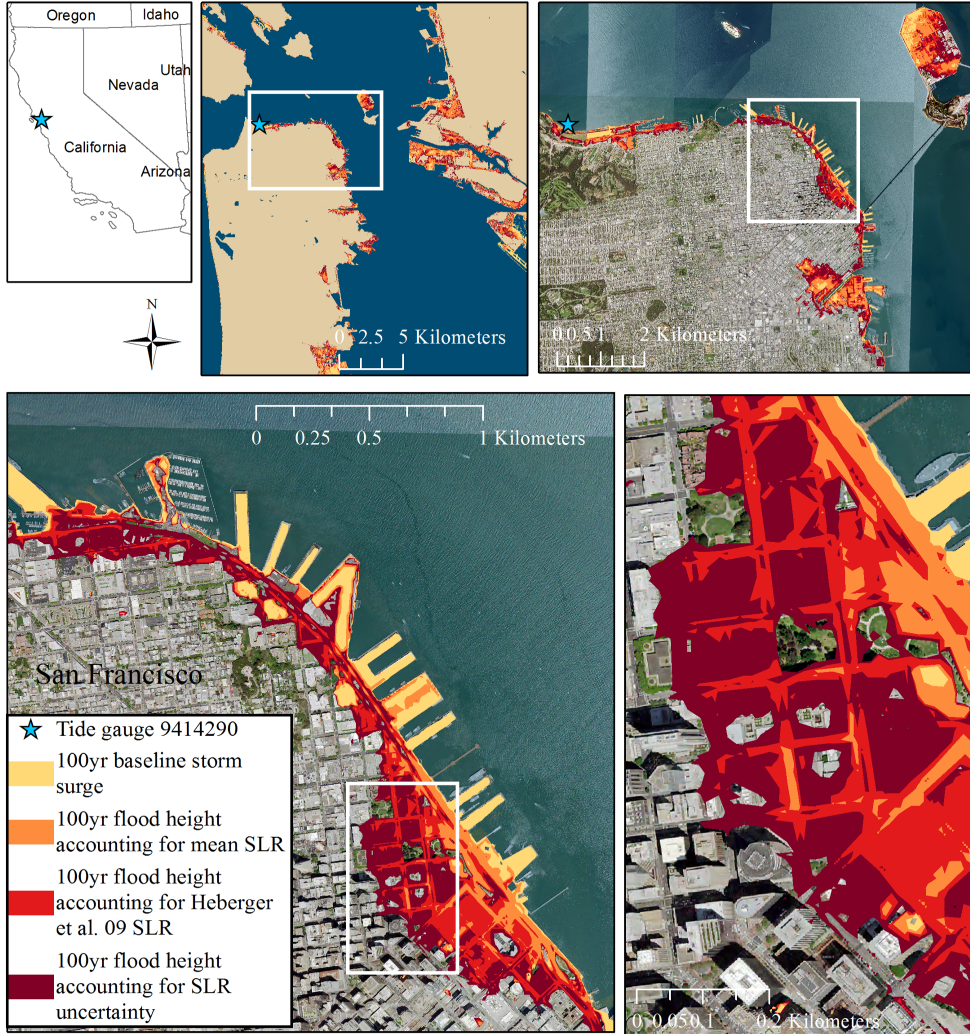 Oregon
Idaho
Nevada
Utah
California
Arizona
N
0 2.5 5 Kilometers
0 0.5 1 2 Kilometers
0 0.25 0.5 1 Kilometers
San Francisco
Tide gauge 9414290
100yr baseline storm
surge
100yr flood height
accounting for mean SLR
100yr flood height
accounting for Heberger
et al. 09 SLR
100yr flood height
accounting for SLR
uncertainty
0 0.05 0.1 0.2 Kilometers